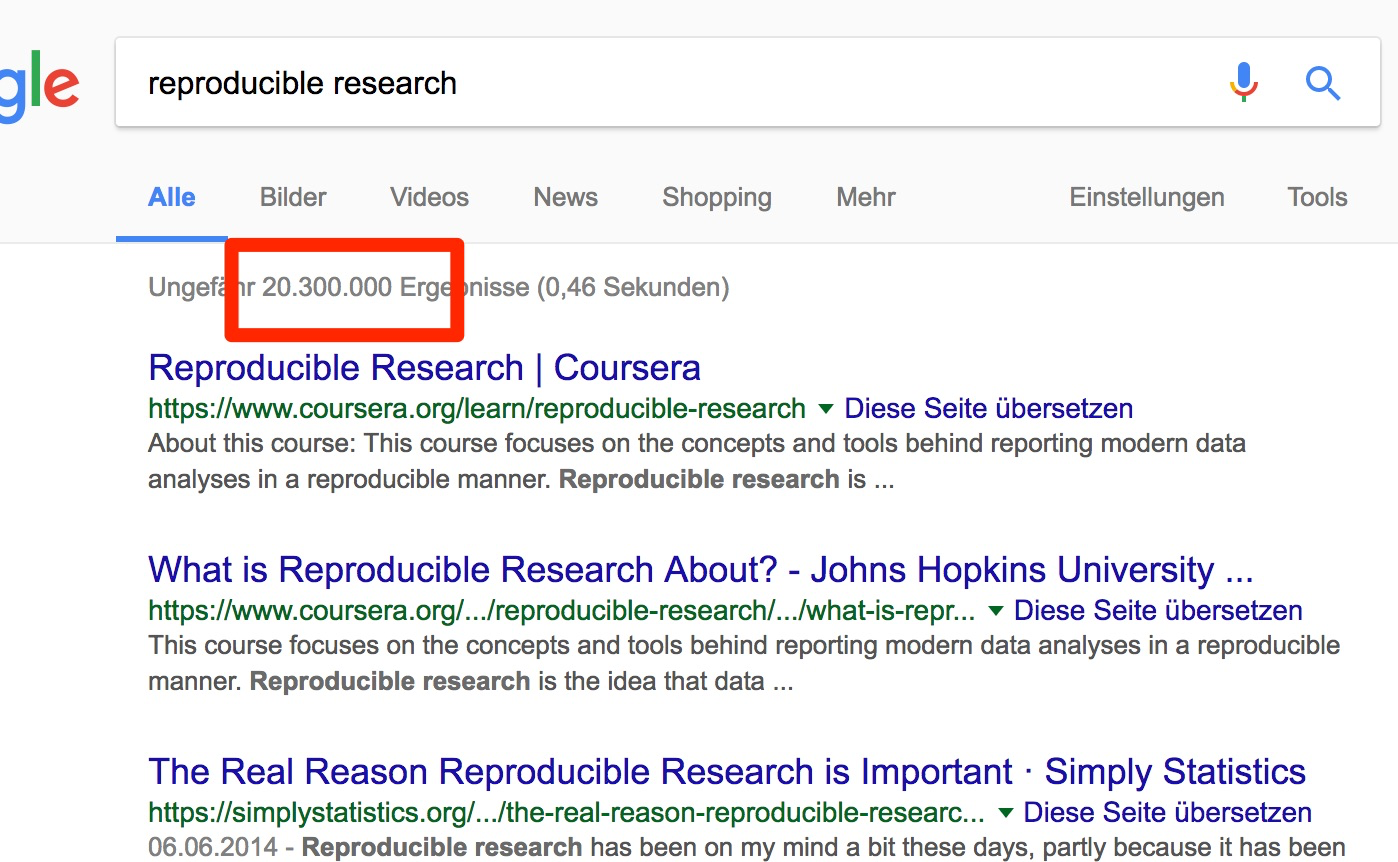 gle
reproducible research
Alle Bilder Videos News Shopping Mehr Einstellungen Tools
Ungefähr 20.300.000 Ergebnisse (0,46 Sekunden)
Reproducible Research | Coursera
https://www.coursera.org/learn/reproducible-research ▼ Diese Seite übersetzen
About this course: This course focuses on the concepts and tools behind reporting modern data
analyses in a reproducible manner. Reproducible research is ...
What is Reproducible Research About? - Johns Hopkins University ...
https://www.coursera.org/.../reproducible-research/.../what-is-repr... ▼ Diese Seite übersetzen
This course focuses on the concepts and tools behind reporting modern data analyses in a reproducible
manner. Reproducible research is the idea that data ...
The Real Reason Reproducible Research is Important · Simply Statistics
https://simplystatistics.org/.../the-real-reason-reproducible-researc... ▼ Diese Seite übersetzen
06.06.2014 - Reproducible research has been on my mind a bit these days, partly because it has been